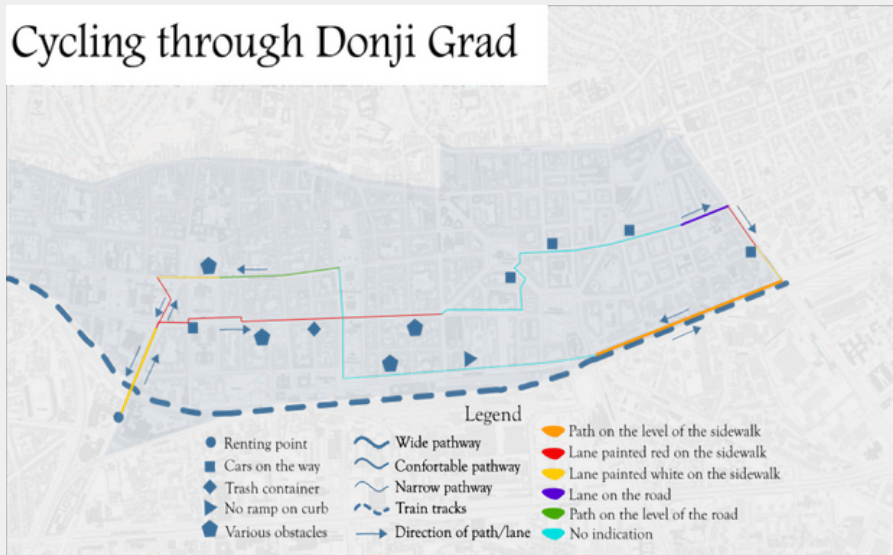 Cycling through Donji Grad
Legend
Renting point
Cars on the way
Trash container
No ramp on curb
Various obstacles
Wide pathway
Confortable pathway
Narrow pathway
Train tracks
Direction of path/lane
Path on the level of the sidewalk
Lane painted red on the sidewalk
Lane painted white on the sidewalk
Lane on the road
Path on the level of the road
No indication